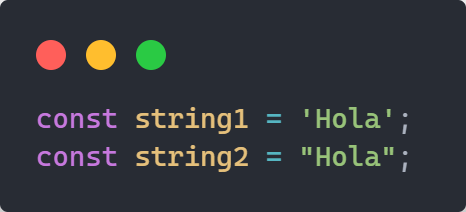 const string1 = 'Hola';
const string2 = "Hola";